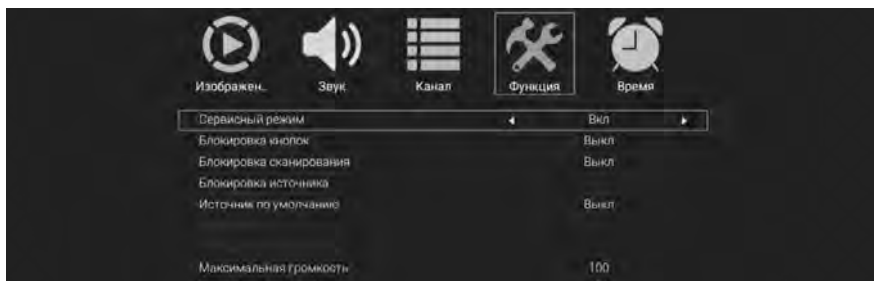 Изображен... Звук Канал Функция Время
Сервисный режим Вкл
Блокировка кнопок Выкл
Блокировка сканирования Выкл
Блокировка источника
Источник по умолчанию Выкл
Максимальная громкость 100